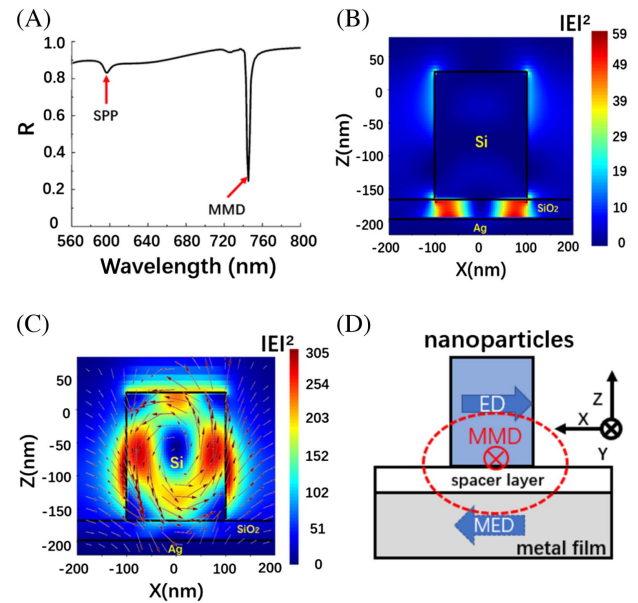 (A)
1.0
0.8
0.6
0.4
0.2
R
SPP
MMD
560 600 640 680 720 760 800
Wavelength (nm)
(B)
|E|²
50
0
-50
-100
-150
-200
Z(nm)
Si
SiO₂
Ag
-200 -100 0 100 200
X(nm)
59
49
39
29
20
10
0
(C)
|E|²
50
0
-50
-100
-150
-200
Z(nm)
Si
SiO₂
Ag
-200 -100 0 100 200
X(nm)
305
254
203
152
102
51
0
(D)
nanoparticles
ED
MMD
spacer layer
MED
metal film
Z
X
Y